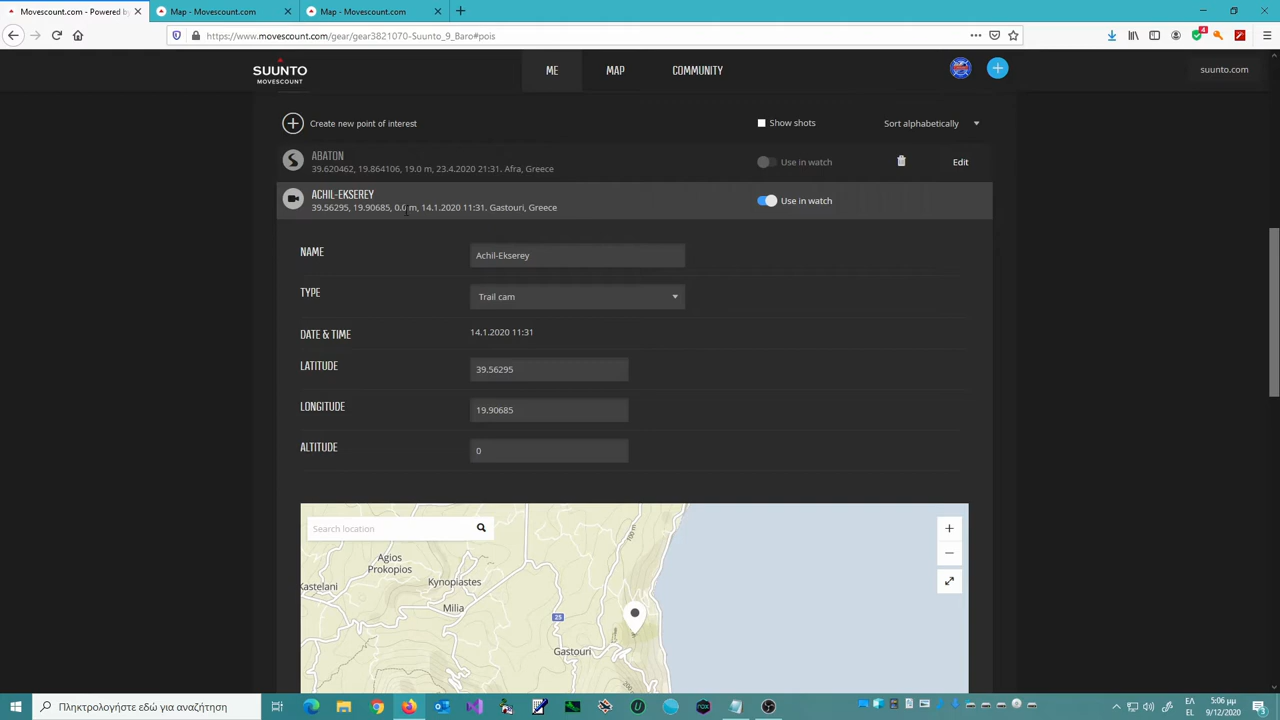 Movescount.com - Powered by
Map - Movescount.com
Map - Movescount.com
https://www.movescount.com/gear/gear3821070-Suunto_9_Baro#pois
4
SUUNTO
MOVESCOUNT
ME
MAP
COMMUNITY
suunto.com
Create new point of interest
Show shots
Sort alphabetically
ABATON
39.620462, 19.864106, 19.0 m, 23.4.2020 21:31. Afra, Greece
Use in watch
Edit
ACHIL-EKSEREY
39.56295, 19.90685, 0.0 m, 14.1.2020 11:31. Gastouri, Greece
Use in watch
NAME
Achil-Ekserey
TYPE
Trail cam
DATE & TIME
14.1.2020 11:31
LATITUDE
39.56295
LONGITUDE
19.90685
ALTITUDE
0
Search location
Agios
Prokopios
Kastelani
Kynopiastes
Milia
25
Gastouri
Πληκτρολογήστε εδώ για αναζήτηση
ΕΛ
EL
5:06 μμ
9/12/2020
3